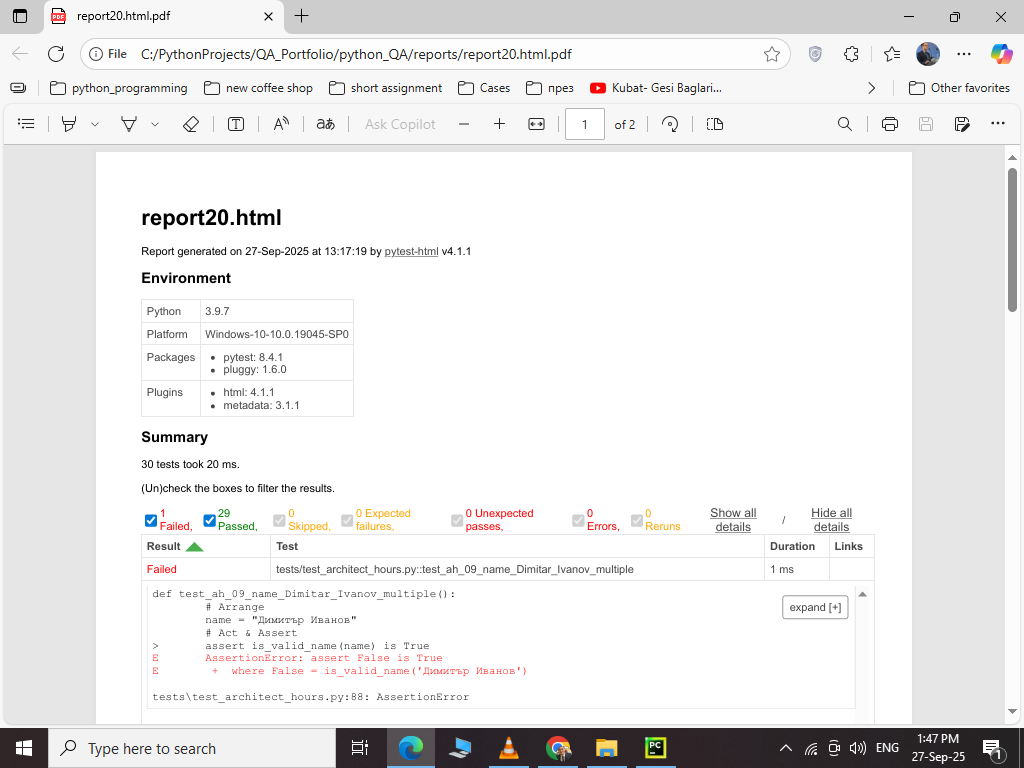 report20.html.pdf
File
C:/PythonProjects/QA_Portfolio/python_QA/reports/report20.html.pdf
python_programming
new coffee shop
short assignment
Cases
през
Kubat- Gesi Baglari...
Other favorites
Ask Copilot
1
of 2
report20.html
Report generated on 27-Sep-2025 at 13:17:19 by pytest-html v4.1.1
Environment
Python 3.9.7
Platform Windows-10-10.0.19045-SP0
Packages • pytest: 8.4.1
• pluggy: 1.6.0
Plugins • html: 4.1.1
• metadata: 3.1.1
Summary
30 tests took 20 ms.
(Un)check the boxes to filter the results.
1 Failed,
29 Passed,
0 Skipped,
0 Expected failures,
0 Unexpected passes,
0 Errors,
0 Reruns
Show all details / Hide all details
Result Test Duration Links
Failed tests/test_architect_hours.py::test_ah_09_name_Dimitar_Ivanov_multiple 1 ms
def test_ah_09_name_Dimitar_Ivanov_multiple():
expand [+]
# Arrange
name = "Димитър Иванов"
# Act & Assert
> assert is_valid_name(name) is True
E AssertionError: assert False is True
E + where False = is_valid_name('Димитър Иванов')
tests\test_architect_hours.py:88: AssertionError
Type here to search
ENG
1:47 PM
27-Sep-25
1